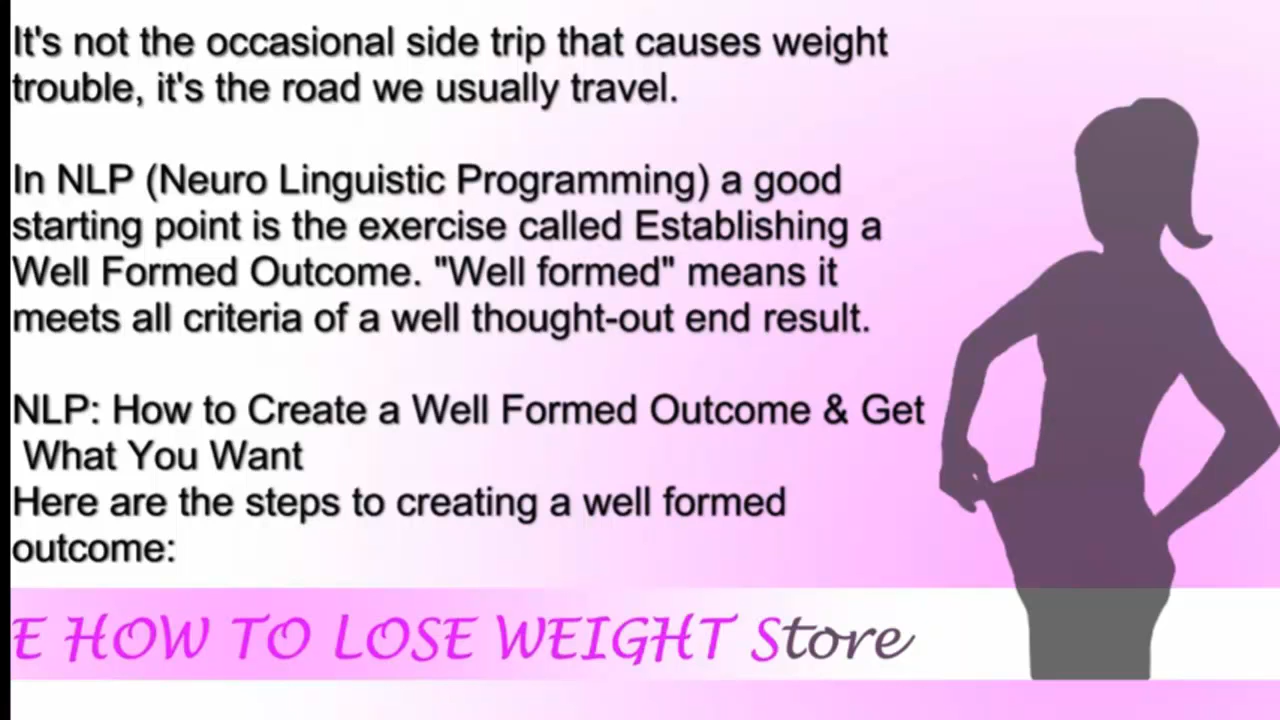 It's not the occasional side trip that causes weight
trouble, it's the road we usually travel.
In NLP (Neuro Linguistic Programming) a good
starting point is the exercise called Establishing a
Well Formed Outcome. "Well formed" means it
meets all criteria of a well thought-out end result.
NLP: How to Create a Well Formed Outcome & Get
What You Want
Here are the steps to creating a well formed
outcome:
E HOW TO LOSE WEIGHT Store